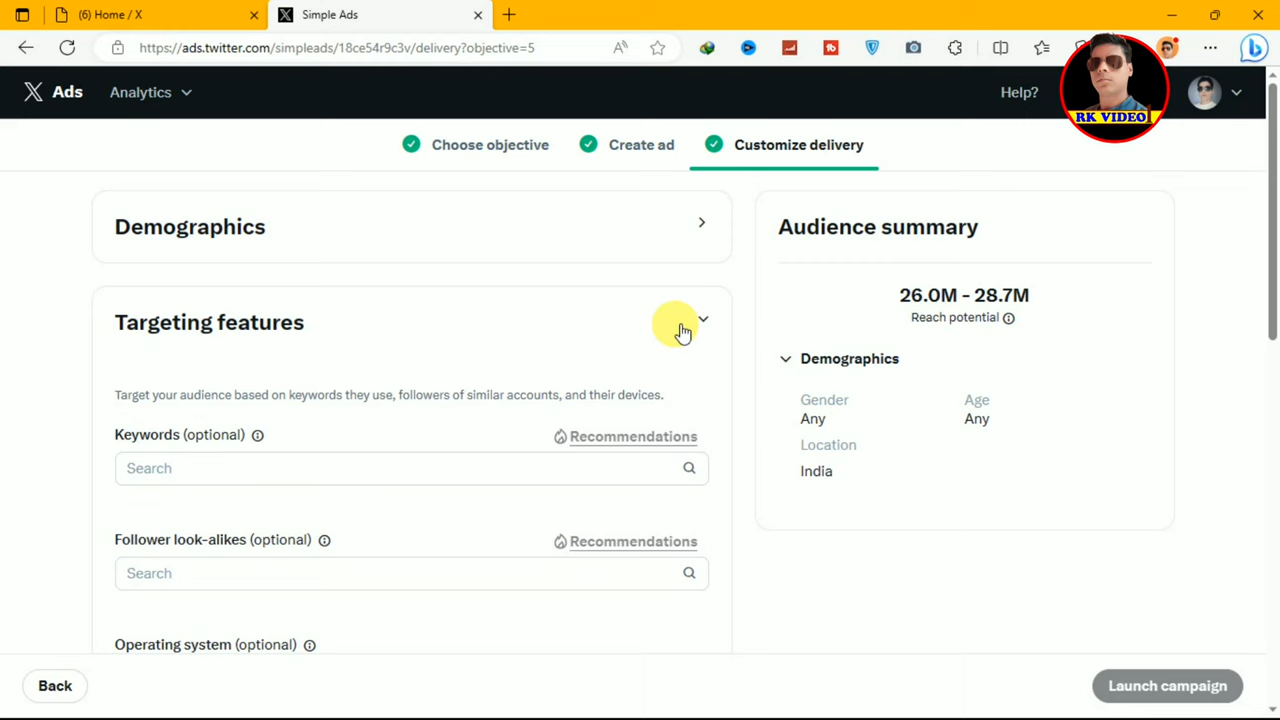 (6) Home / X
Simple Ads
https://ads.twitter.com/simpleads/18ce54r9c3v/delivery?objective=5
X Ads
Analytics
Help?
RK VIDEO1
Choose objective
Create ad
Customize delivery
Demographics
Targeting features
Target your audience based on keywords they use, followers of similar accounts, and their devices.
Keywords (optional)
Recommendations
Search
Follower look-alikes (optional)
Recommendations
Search
Operating system (optional)
Audience summary
26.0M - 28.7M
Reach potential
Demographics
Gender
Age
Any
Any
Location
India
Back
Launch campaign